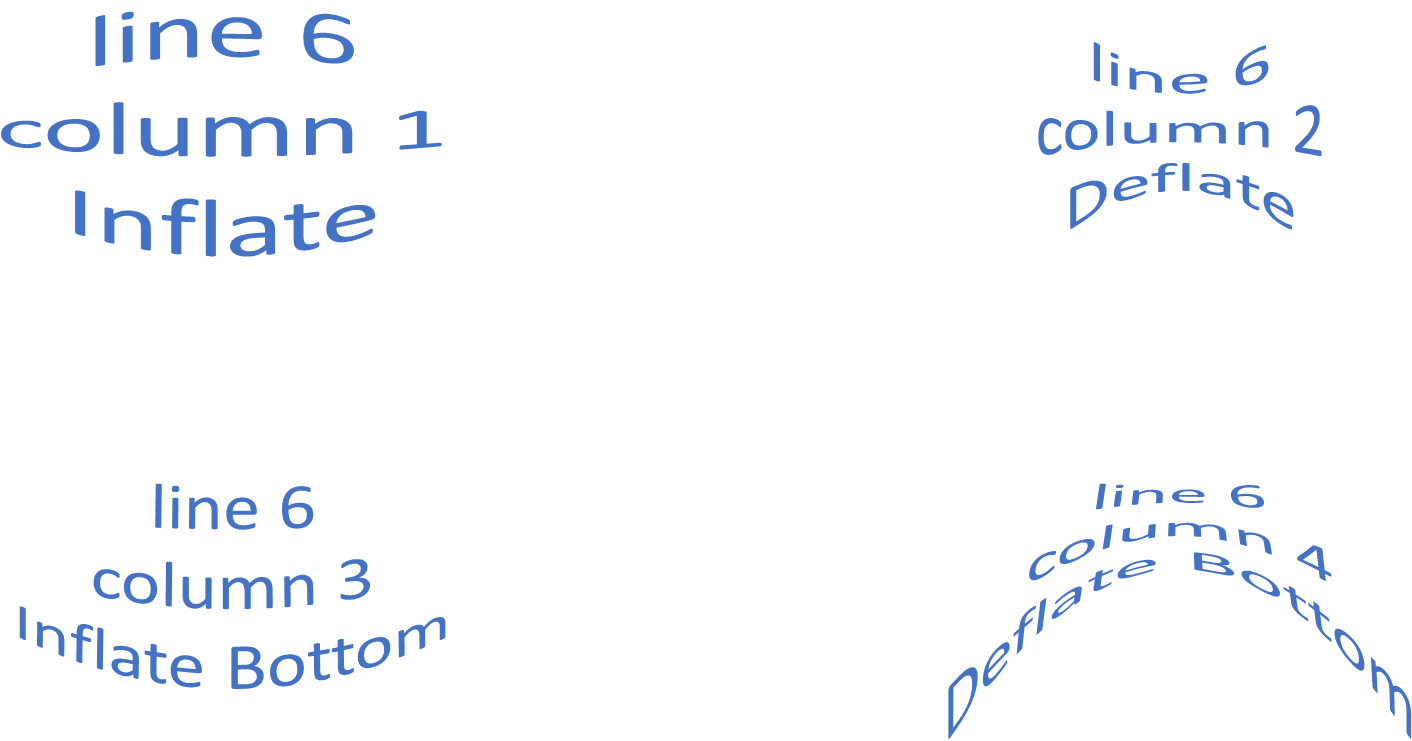 line 6
column 1
Inflate
line 6
column 2
Deflate
line 6
column 3
Inflate Bottom
line 6
column 4
Deflate Bottom